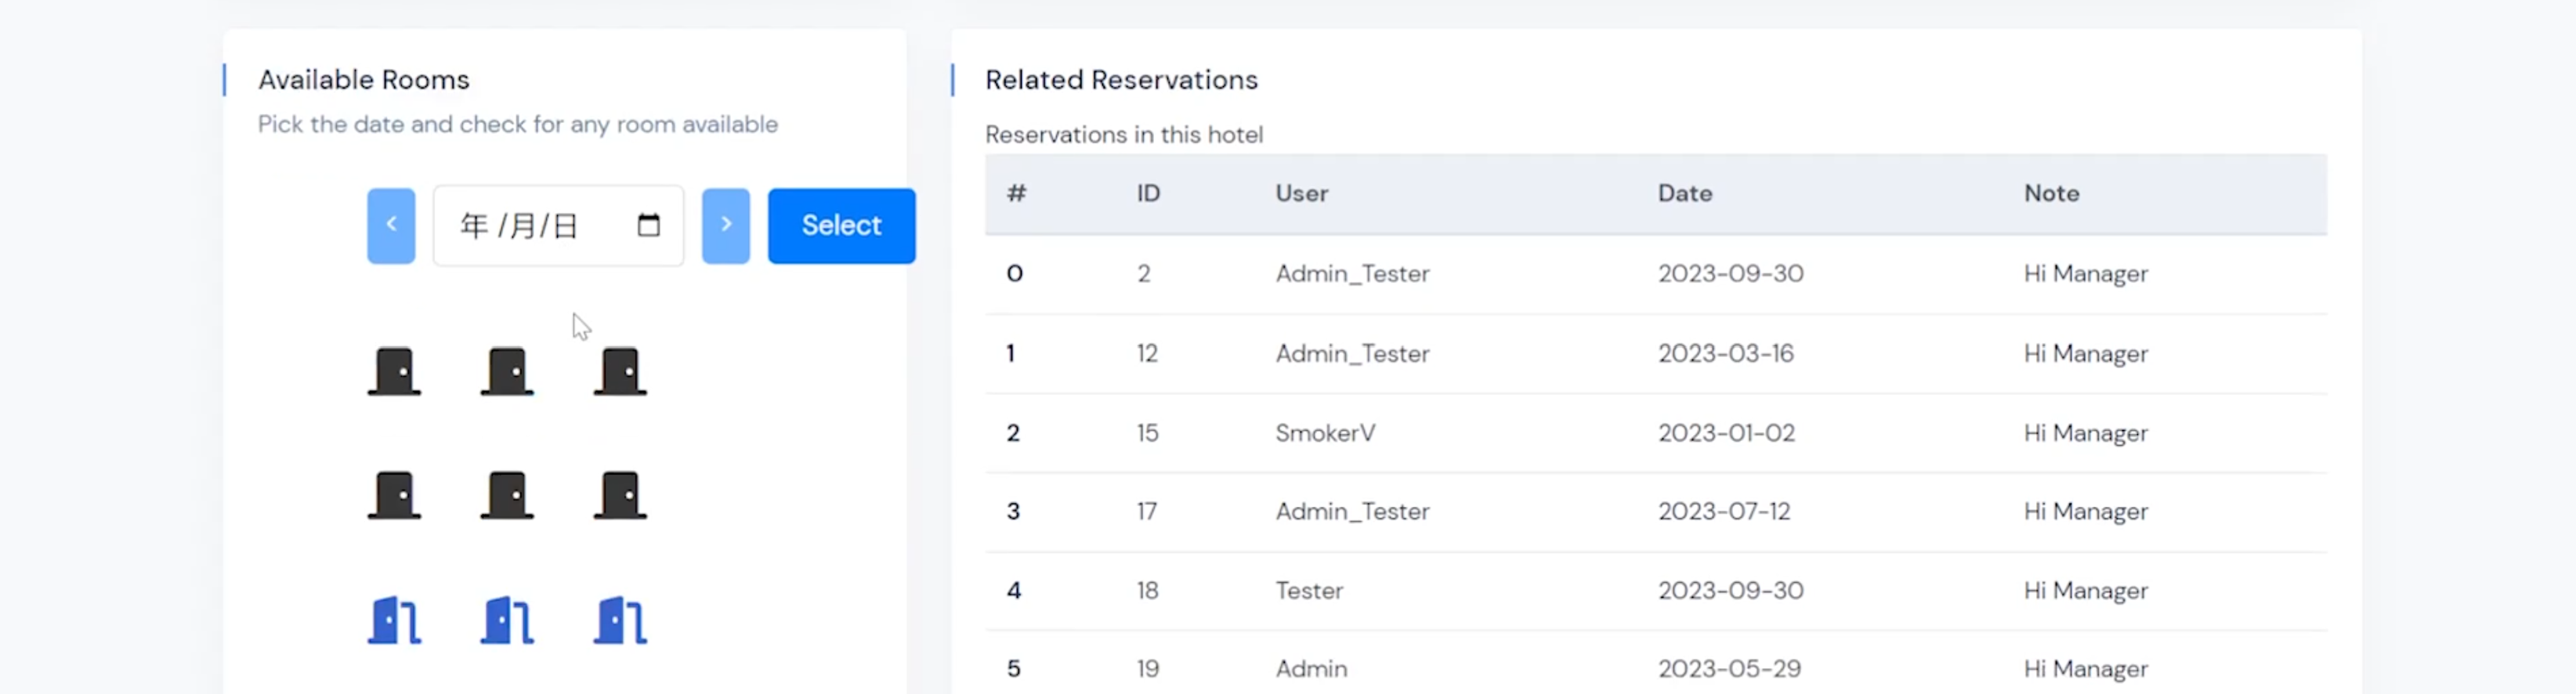 Available Rooms
Pick the date and check for any room available
< 年 /月/日 > Select
Related Reservations
Reservations in this hotel
# ID User Date Note
0 2 Admin_Tester 2023-09-30 Hi Manager
1 12 Admin_Tester 2023-03-16 Hi Manager
2 15 SmokerV 2023-01-02 Hi Manager
3 17 Admin_Tester 2023-07-12 Hi Manager
4 18 Tester 2023-09-30 Hi Manager
5 19 Admin 2023-05-29 Hi Manager